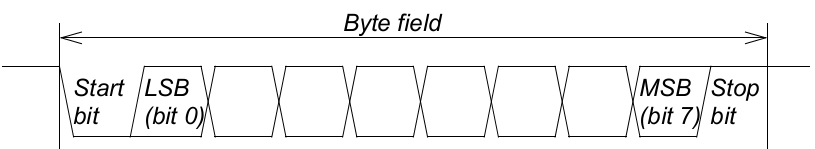 Byte field
Start bit
LSB (bit 0)
MSB (bit 7)
Stop bit